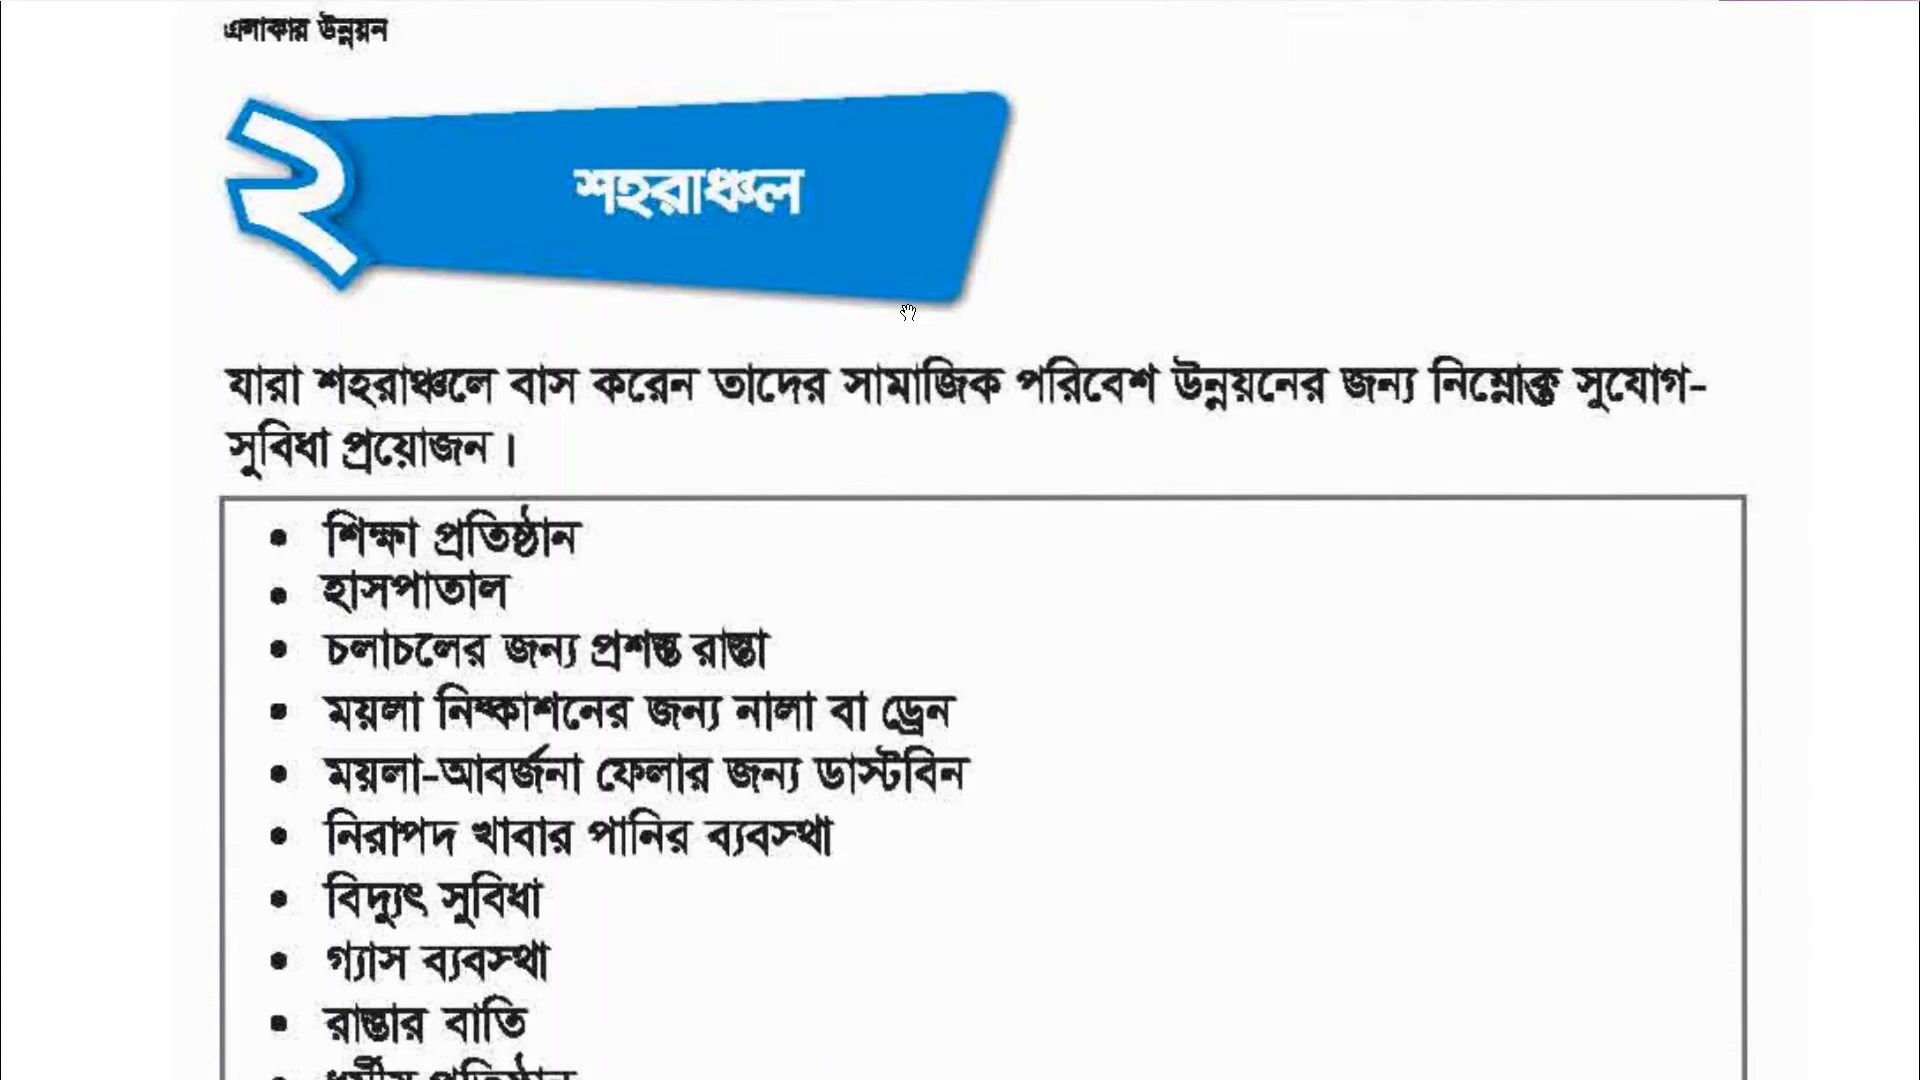 এলাকার উন্নয়ন
২
শহরাঞ্চল
যারা শহরাঞ্চলে বাস করেন তাদের সামাজিক পরিবেশ উন্নয়নের জন্য নিম্নোক্ত সুযোগ-
সুবিধা প্রয়োজন।
• শিক্ষা প্রতিষ্ঠান
• হাসপাতাল
• চলাচলের জন্য প্রশস্ত রাস্তা
• ময়লা নিষ্কাশনের জন্য নালা বা ড্রেন
• ময়লা-আবর্জনা ফেলার জন্য ডাস্টবিন
• নিরাপদ খাবার পানির ব্যবস্থা
• বিদ্যুৎ সুবিধা
• গ্যাস ব্যবস্থা
• রাস্তার বাতি